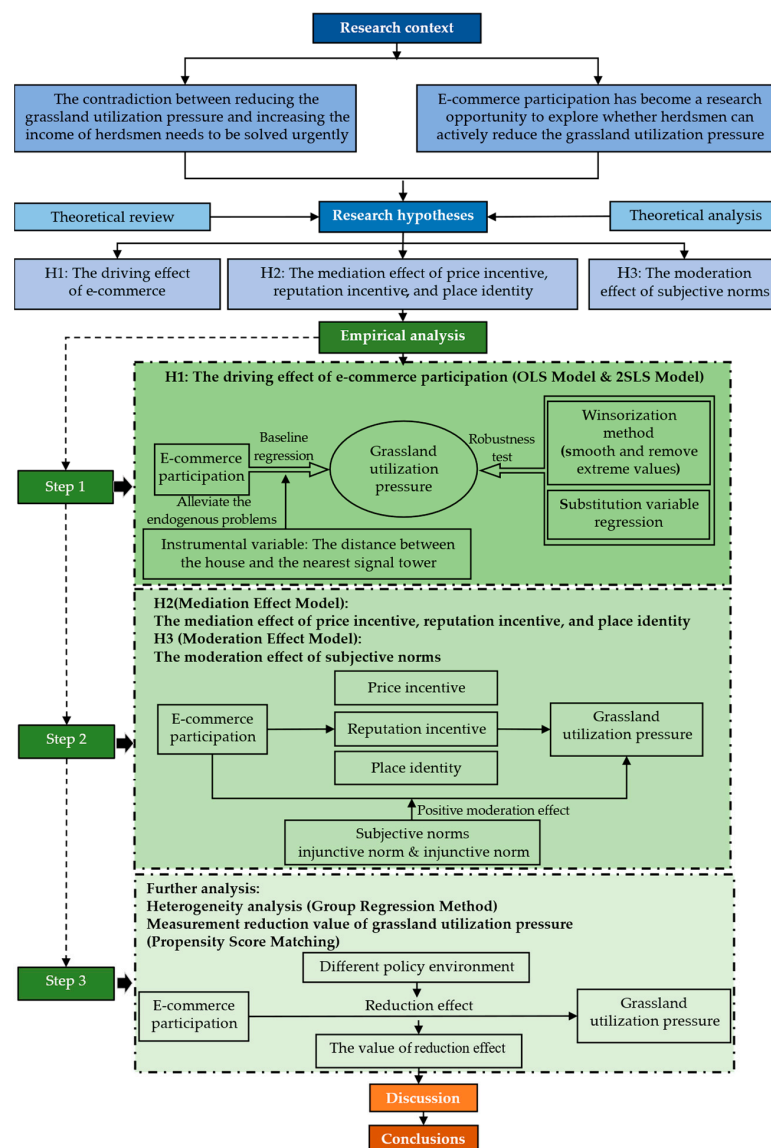 Research context
The contradiction between reducing the
grassland utilization pressure and increasing the
income of herdsmen needs to be solved urgently
E-commerce participation has become a research
opportunity to explore whether herdsmen can
actively reduce the grassland utilization pressure
Theoretical review
Research hypotheses
Theoretical analysis
H1: The driving effect
of e-commerce
H2: The mediation effect of price incentive,
reputation incentive, and place identity
H3: The moderation
effect of subjective norms
Empirical analysis
Step 1
H1: The driving effect of e-commerce participation (OLS Model & 2SLS Model)
E-commerce
participation
Baseline
regression
Grassland
utilization
pressure
Robustness
test
Winsorization
method
(smooth and remove
extreme values)
Substitution variable
regression
Alleviate the
endogenous problems
Instrumental variable: The distance between
the house and the nearest signal tower
Step 2
H2(Mediation Effect Model):
The mediation effect of price incentive, reputation incentive, and place identity
H3 (Moderation Effect Model):
The moderation effect of subjective norms
E-commerce
participation
Price incentive
Reputation incentive
Place identity
Grassland
utilization pressure
Positive moderation effect
Subjective norms
injunctive norm & injunctive norm
Step 3
Further analysis:
Heterogeneity analysis (Group Regression Method)
Measurement reduction value of grassland utilization pressure
(Propensity Score Matching)
Different policy environment
E-commerce
participation
Reduction effect
Grassland
utilization pressure
The value of reduction effect
Discussion
Conclusions